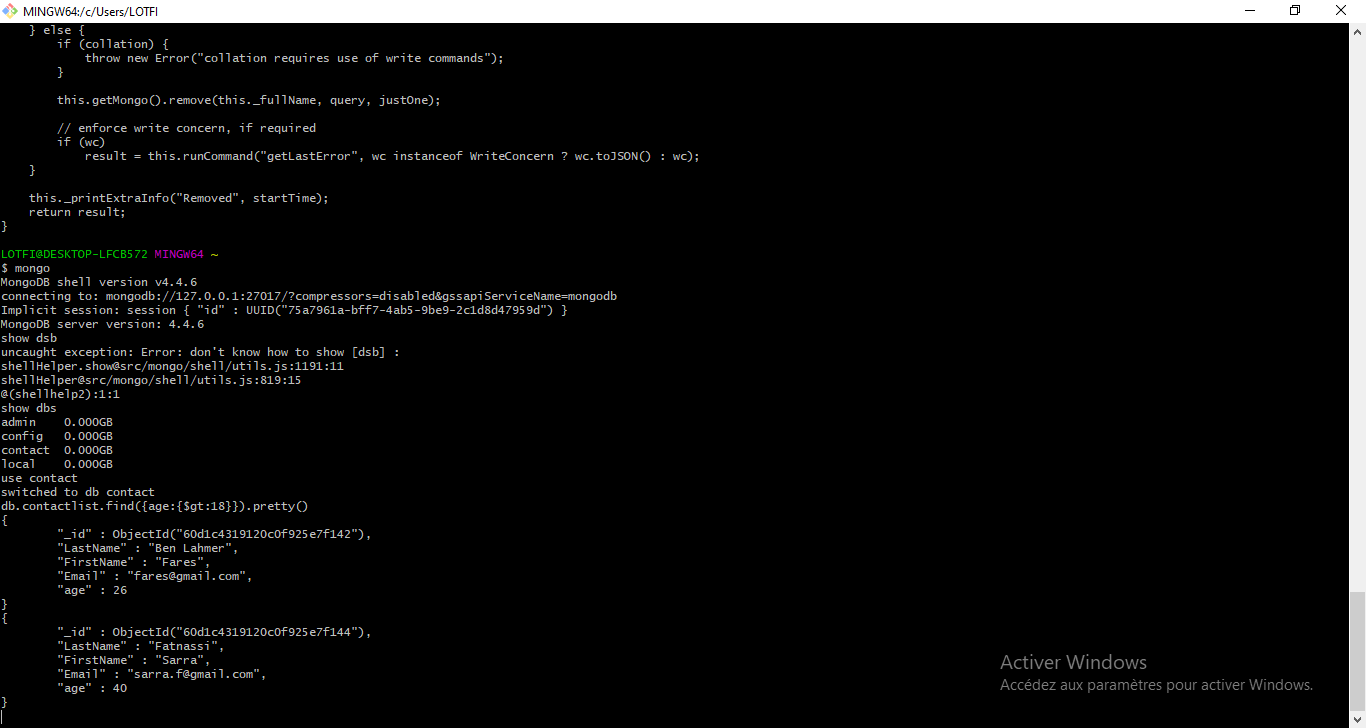 MINGW64:/c/Users/LOTFI
    } else {
        if (collation) {
            throw new Error("collation requires use of write commands");
        }

        this.getMongo().remove(this._fullName, query, justOne);

        // enforce write concern, if required
        if (wc)
            result = this.runCommand("getLastError", wc instanceof WriteConcern ? wc.toJSON() : wc);
    }

    this._printExtraInfo("Removed", startTime);
    return result;
}

LOTFI@DESKTOP-LFCB572 MINGW64 ~
$ mongo
MongoDB shell version v4.4.6
connecting to: mongodb://127.0.0.1:27017/?compressors=disabled&gssapiServiceName=mongodb
Implicit session: session { "id" : UUID("75a7961a-bff7-4ab5-9be9-2c1d8d47959d") }
MongoDB server version: 4.4.6
show dsb
uncaught exception: Error: don't know how to show [dsb] :
shellHelper.show@src/mongo/shell/utils.js:1191:11
shellHelper@src/mongo/shell/utils.js:819:15
@(shellhelp2):1:1
show dbs
admin    0.000GB
config   0.000GB
contact  0.000GB
local    0.000GB
use contact
switched to db contact
db.contactlist.find({age:{$gt:18}}).pretty()
{
        "_id" : ObjectId("60d1c4319120c0f925e7f142"),
        "LastName" : "Ben Lahmer",
        "FirstName" : "Fares",
        "Email" : "fares@gmail.com",
        "age" : 26
}
{
        "_id" : ObjectId("60d1c4319120c0f925e7f144"),
        "LastName" : "Fatnassi",
        "FirstName" : "Sarra",
        "Email" : "sarra.f@gmail.com",
        "age" : 40
}
Activer Windows
Accédez aux paramètres pour activer Windows.